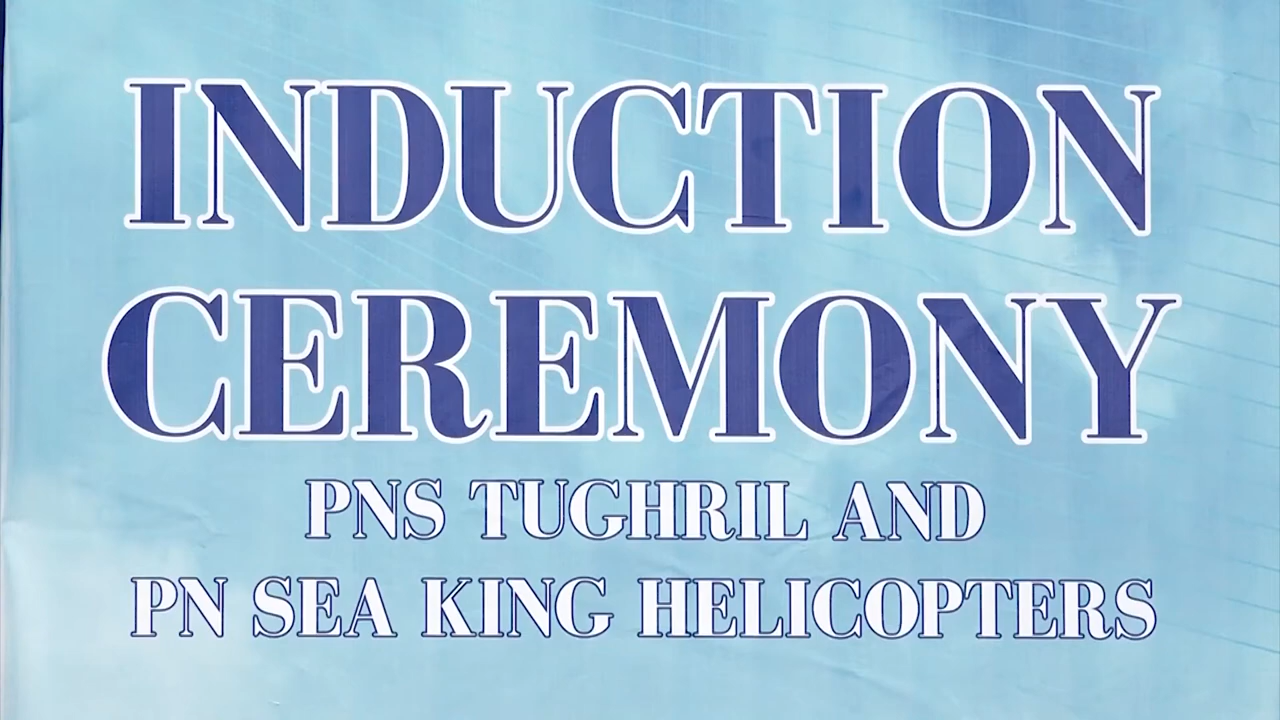 INDUCTION
CEREMONY
PNS TUGHRIL AND
PN SEA KING HELICOPTERS